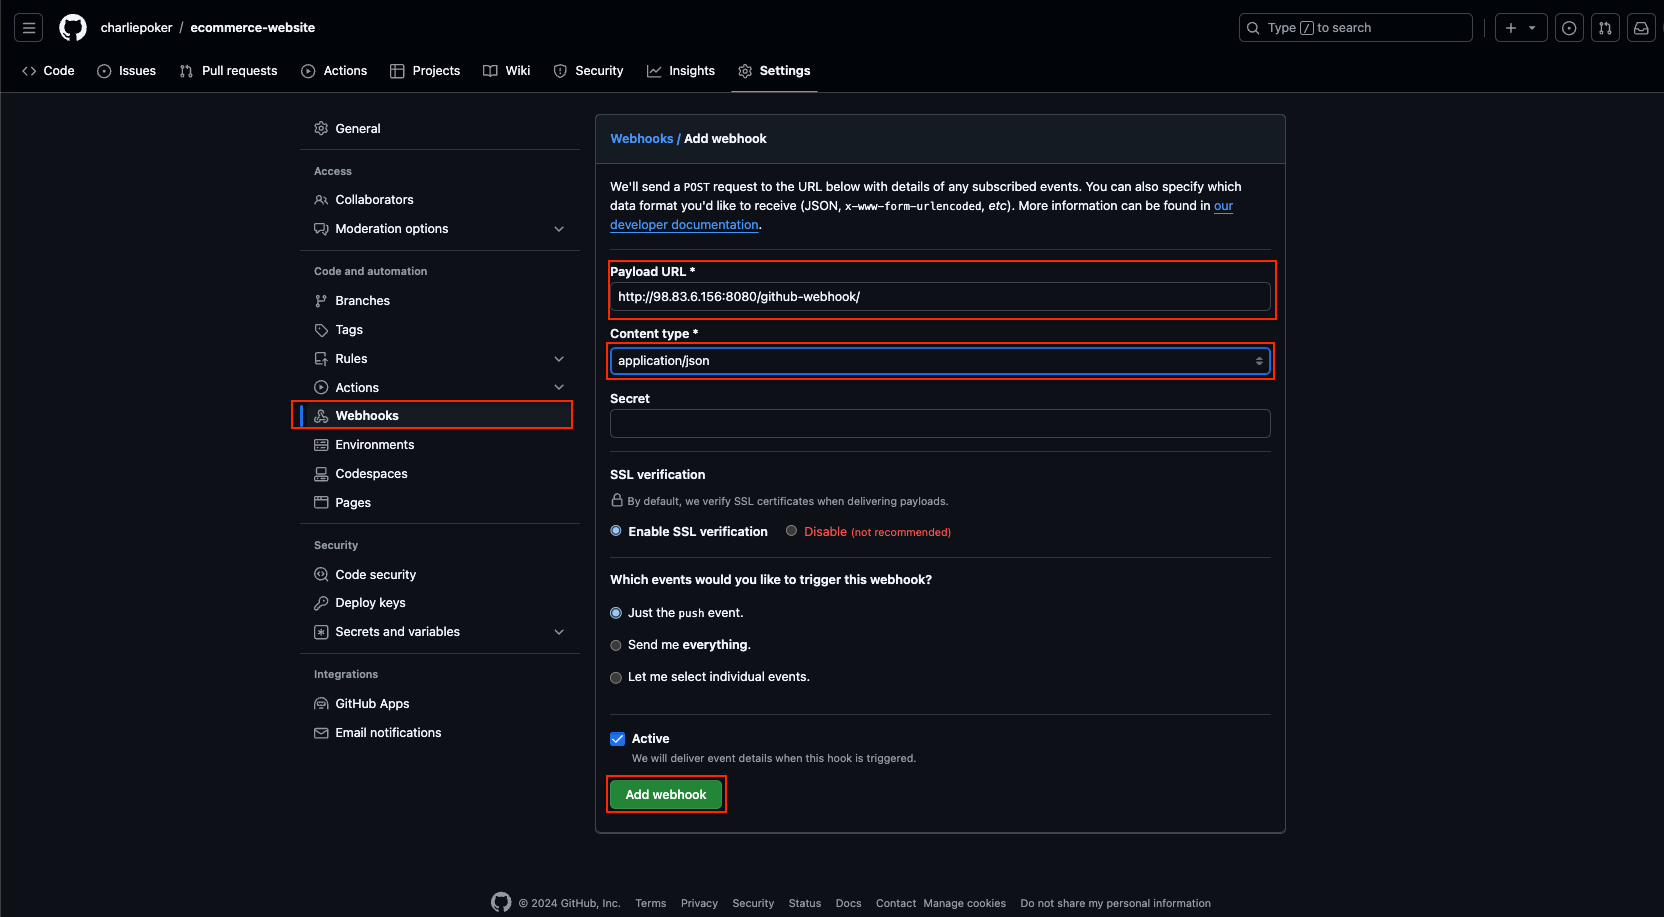 charliepoker / ecommerce-website
Type / to search
Code Issues Pull requests Actions Projects Wiki Security Insights Settings
General
Access
Collaborators
Moderation options
Code and automation
Branches
Tags
Rules
Actions
Webhooks
Environments
Codespaces
Pages
Security
Code security
Deploy keys
Secrets and variables
Integrations
GitHub Apps
Email notifications
Webhooks / Add webhook
We'll send a POST request to the URL below with details of any subscribed events. You can also specify which
data format you'd like to receive (JSON, x-www-form-urlencoded, etc). More information can be found in our
developer documentation.
Payload URL *
http://98.83.6.156:8080/github-webhook/
Content type *
application/json
Secret
SSL verification
By default, we verify SSL certificates when delivering payloads.
Enable SSL verification Disable (not recommended)
Which events would you like to trigger this webhook?
Just the push event.
Send me everything.
Let me select individual events.
Active
We will deliver event details when this hook is triggered.
Add webhook
© 2024 GitHub, Inc. Terms Privacy Security Status Docs Contact Manage cookies Do not share my personal information